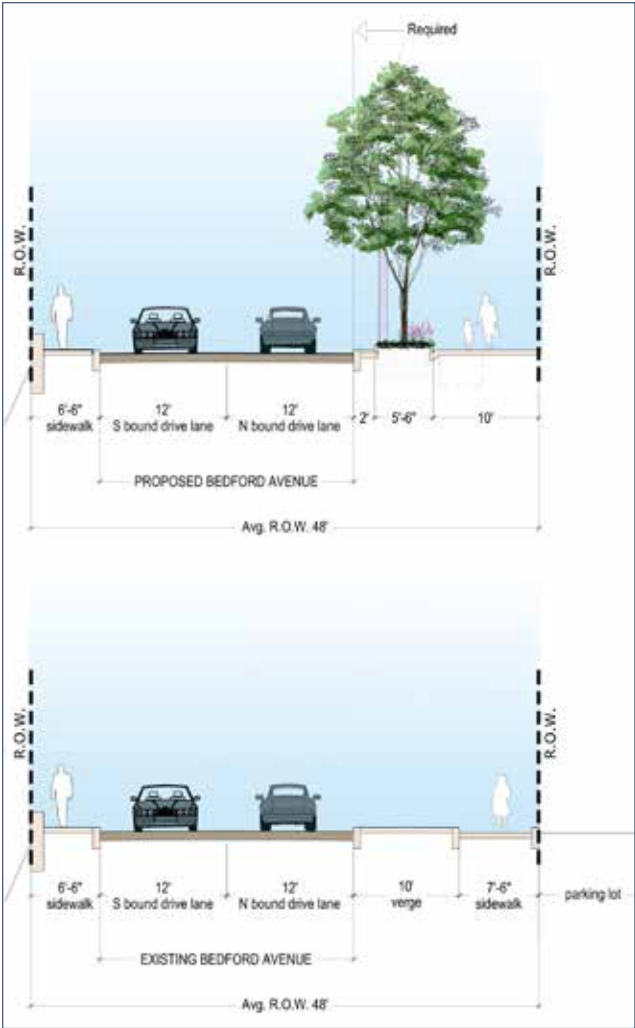 Required
R.O.W.
R.O.W.
6'-6" 12' 12' 2' 5'-6" 10'
sidewalk S bound drive lane N bound drive lane
PROPOSED BEDFORD AVENUE
Avg. R.O.W. 48'
R.O.W.
R.O.W.
6'-6" 12' 12' 10' 7'-6" parking lot
sidewalk S bound drive lane N bound drive lane verge sidewalk
EXISTING BEDFORD AVENUE
Avg. R.O.W. 48'